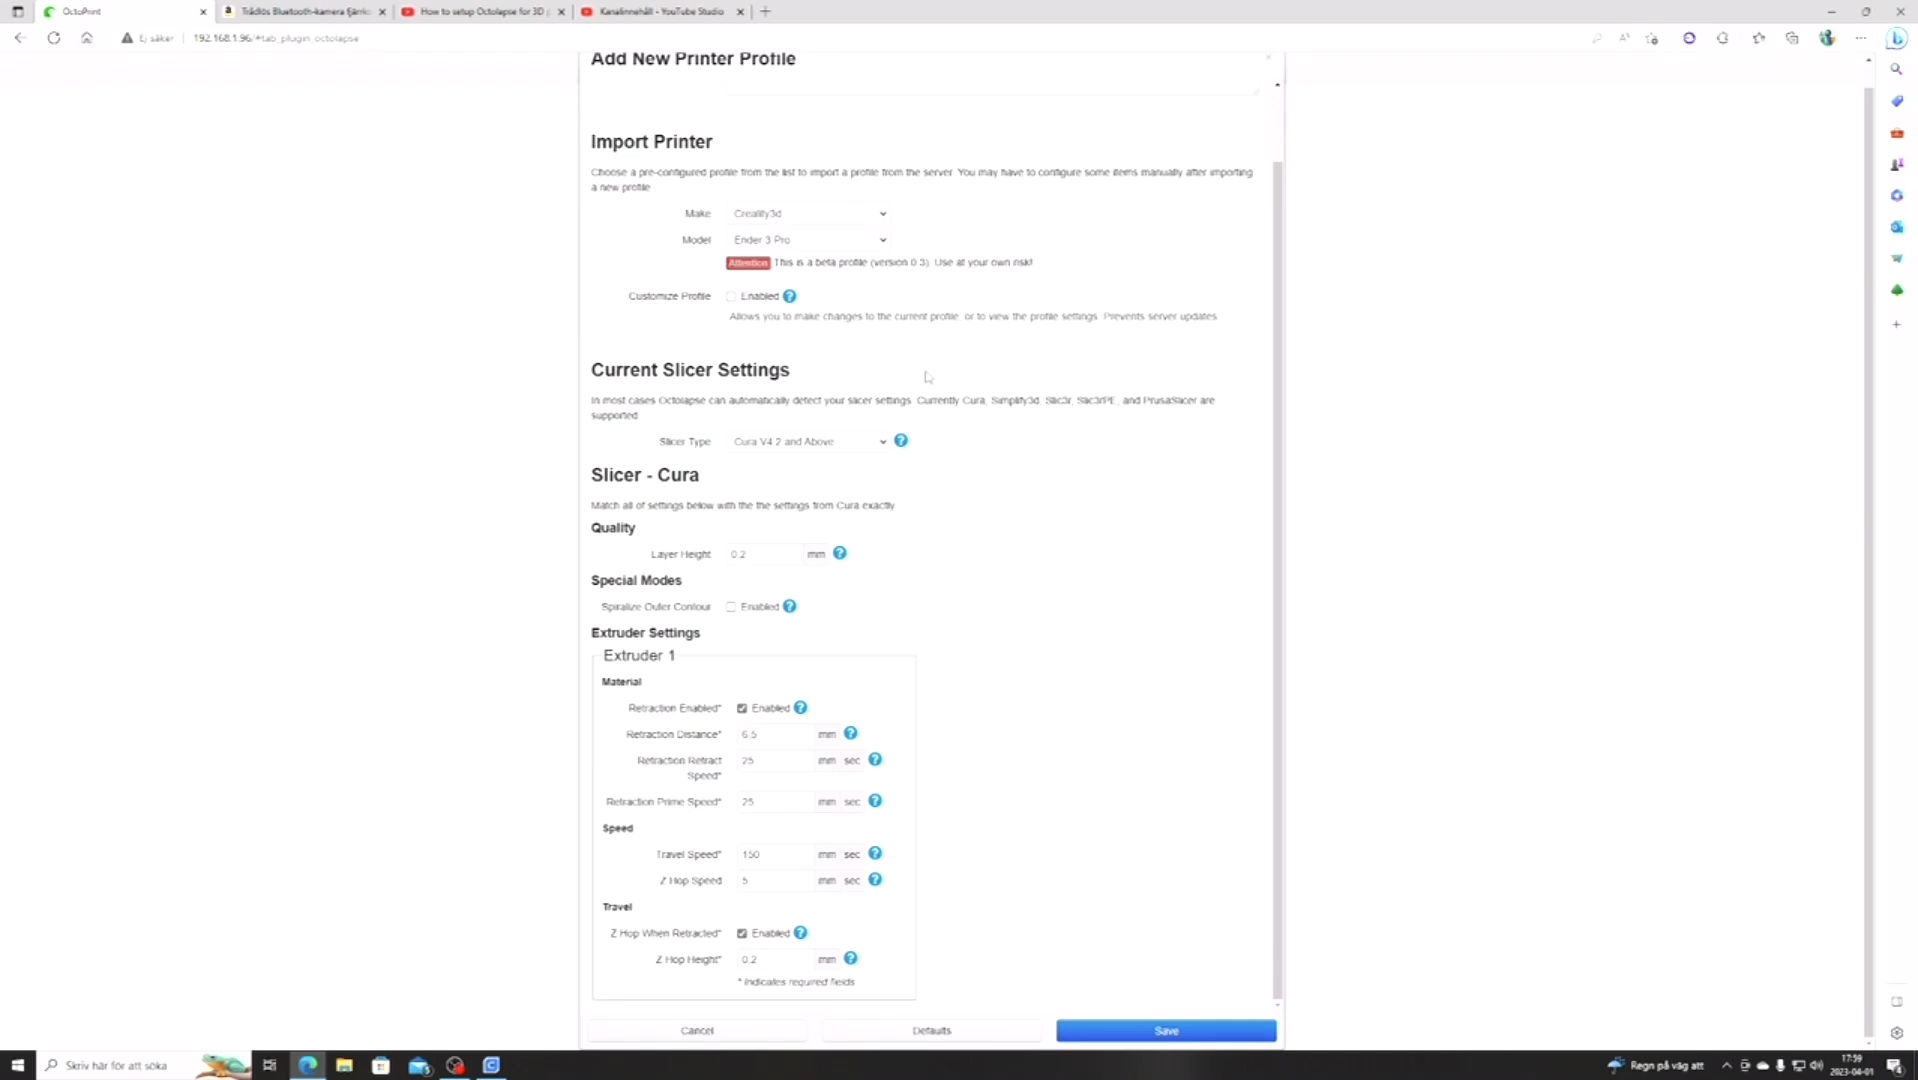 OctoPrint
Trådlös Bluetooth-kamera fjärrko
How to setup Octolapse for 3D p
Kanalinnehåll - YouTube Studio
Ej säker
192.168.1.96/#tab_plugin_octolapse
Add New Printer Profile
Import Printer
Choose a pre-configured profile from the list to import a profile from the server. You may have to configure some items manually after importing
a new profile
Make Creality3d
Model Ender 3 Pro
Attention This is a beta profile (version 0.3). Use at your own risk!
Customize Profile Enabled ?
Allows you to make changes to the current profile, or to view the profile settings. Prevents server updates
Current Slicer Settings
In most cases Octolapse can automatically detect your slicer settings. Currently Cura, Simplify3d, Slic3r, Slic3rPE, and PrusaSlicer are
supported
Slicer Type Cura V4.2 and Above ?
Slicer - Cura
Match all of settings below with the the settings from Cura exactly
Quality
Layer Height 0.2 mm ?
Special Modes
Spiralize Outer Contour Enabled ?
Extruder Settings
Extruder 1
Material
Retraction Enabled* Enabled ?
Retraction Distance* 6.5 mm ?
Retraction Retract 25 mm sec ?
Speed*
Retraction Prime Speed* 25 mm sec ?
Speed
Travel Speed* 150 mm sec ?
Z Hop Speed 5 mm sec ?
Travel
Z Hop When Retracted* Enabled ?
Z Hop Height* 0.2 mm ?
* Indicates required fields
Cancel Defaults Save
Skriv här för att söka
Regn på väg att
17:59
2023-04-01